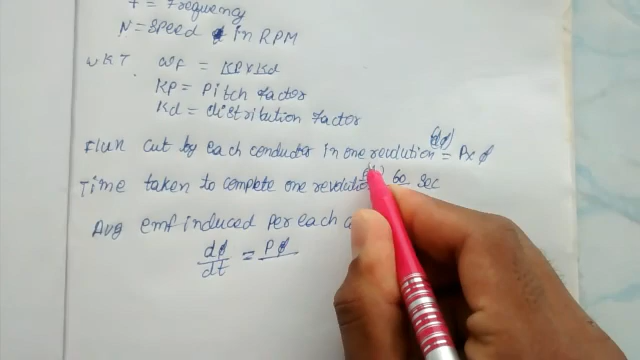 f = Frequency
N = Speed in RPM
WKT. WF = KP×Kd
KP = Pitch factor
Kd = distribution factor
Flux cut by each conductor in one revolution (dϕ) = P×ϕ
Time taken to complete one revolution (dt) 60 Sec
Avg emf induced per each
dϕ/dt = Pϕ